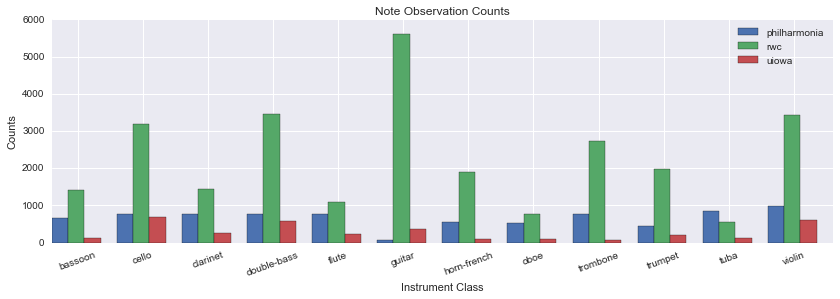 Note Observation Counts
6000
5000
4000
3000
2000
1000
0
Counts
philharmonia
rwc
uiowa
bassoon
cello
clarinet
double-bass
flute
guitar
horn-french
oboe
trombone
trumpet
tuba
violin
Instrument Class